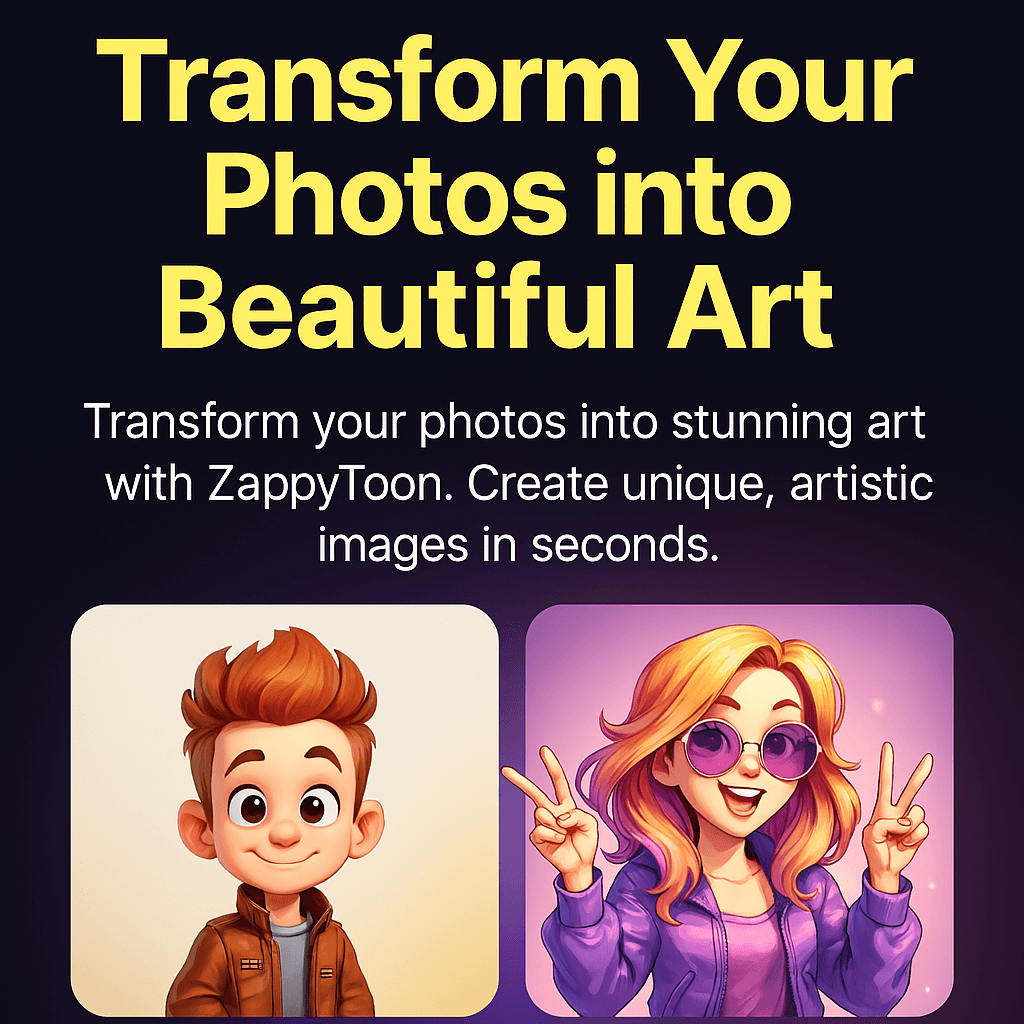 Transform Your
Photos into
Beautiful Art
Transform your photos into stunning art
with ZappyToon. Create unique, artistic
images in seconds.